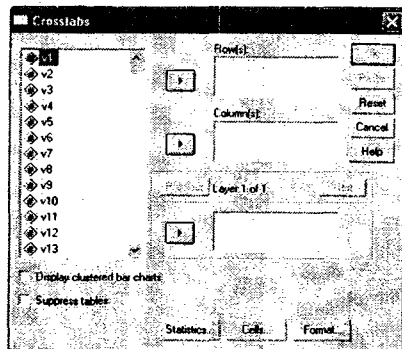 Crosstabs
v1
v2
v3
v4
v5
v6
v7
v8
v9
v10
v11
v12
v13
Row(s):
Column(s):
Reset
Cancel
Help
Layer 1 of 1
Display clustered bar charts
Suppress tables
Statistics...
Cells...
Format...